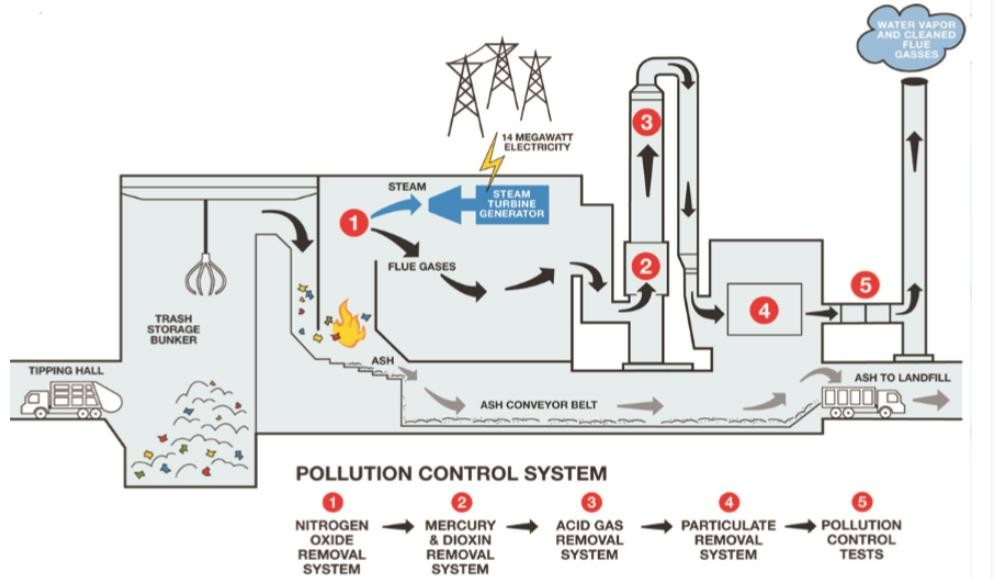 WATER VAPOR
AND CLEANED
FLUE
GASSES
14 MEGAWATT
ELECTRICITY
3
STEAM
STEAM
TURBINE
GENERATOR
1
FLUE GASES
2
5
4
TRASH
STORAGE
BUNKER
TIPPING HALL
ASH
ASH CONVEYOR BELT
ASH TO LANDFILL
POLLUTION CONTROL SYSTEM
1
NITROGEN
OXIDE
REMOVAL
SYSTEM
2
MERCURY
& DIOXIN
REMOVAL
SYSTEM
3
ACID GAS
REMOVAL
SYSTEM
4
PARTICULATE
REMOVAL
SYSTEM
5
POLLUTION
CONTROL
TESTS